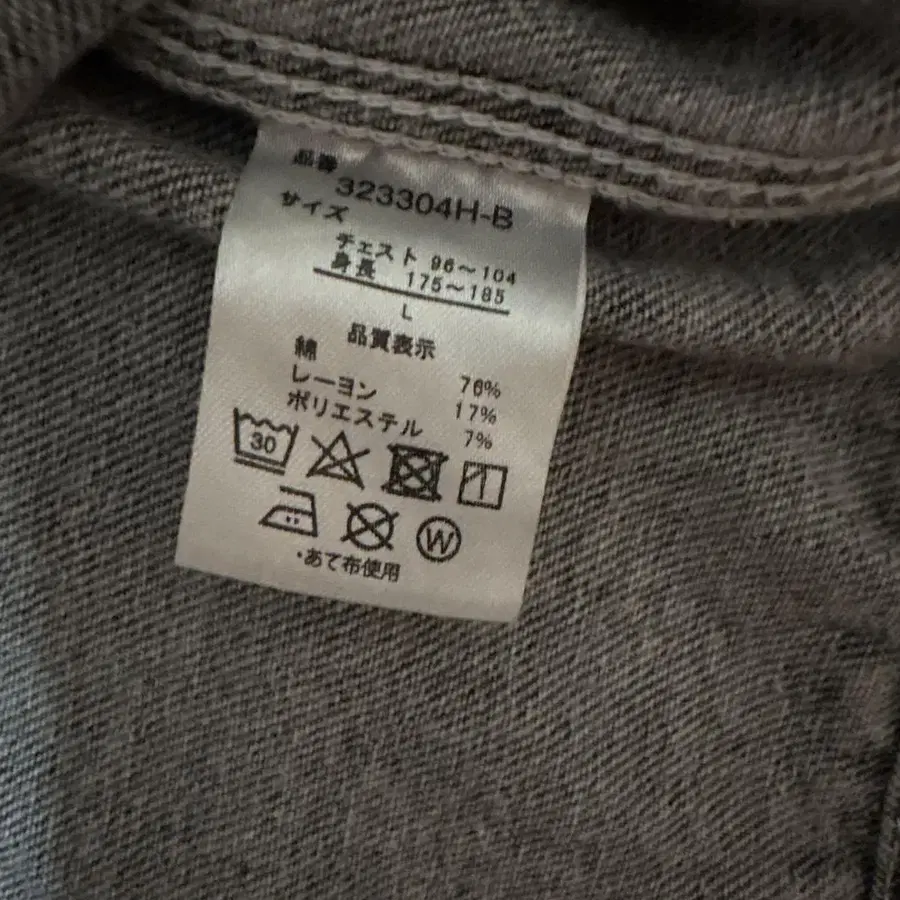 品番
323304H-B
サイズ
チェスト 96～104
身長 175～185
L
品質表示
綿 76%
レーヨン 17%
ポリエステル 7%
30
W
・あて布使用